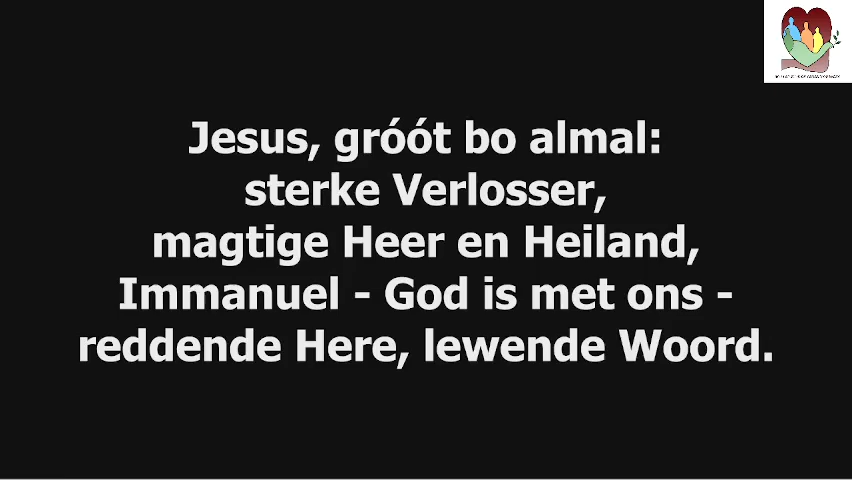 Jesus, gróót bo almal:
sterke Verlosser,
magtige Heer en Heiland,
Immanuel - God is met ons -
reddende Here, lewende Woord.